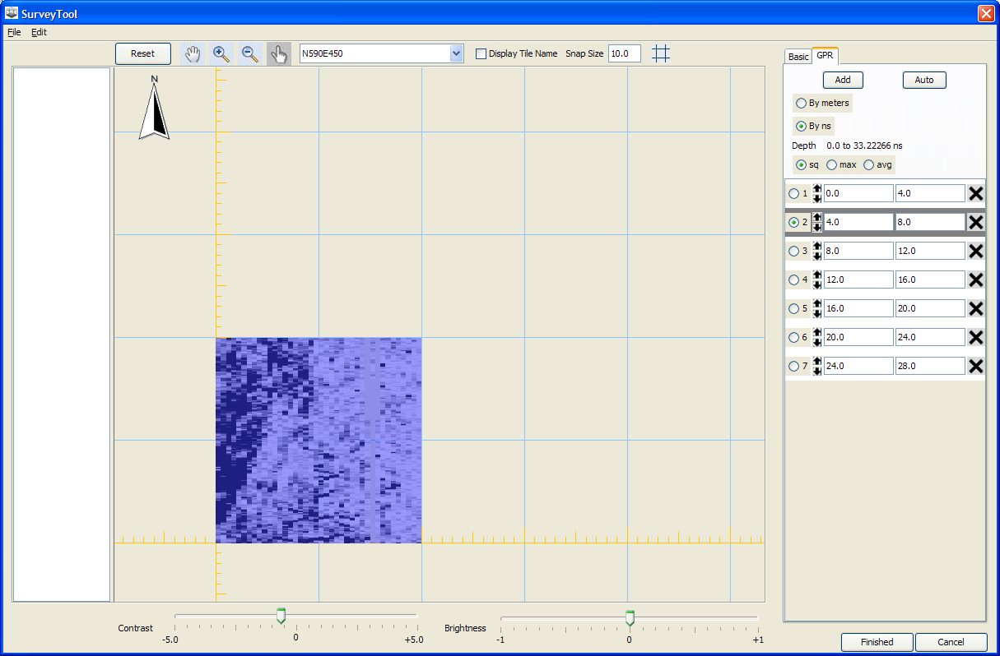 SurveyTool
File Edit
Reset N590E450 Display Tile Name Snap Size 10.0
Basic GPR
N
Add Auto
By meters
By ns
Depth 0.0 to 33.22266 ns
sq max avg
1 0.0 4.0
2 4.0 8.0
3 8.0 12.0
4 12.0 16.0
5 16.0 20.0
6 20.0 24.0
7 24.0 28.0
Contrast -5.0 0 +5.0
Brightness -1 0 +1
Finished Cancel